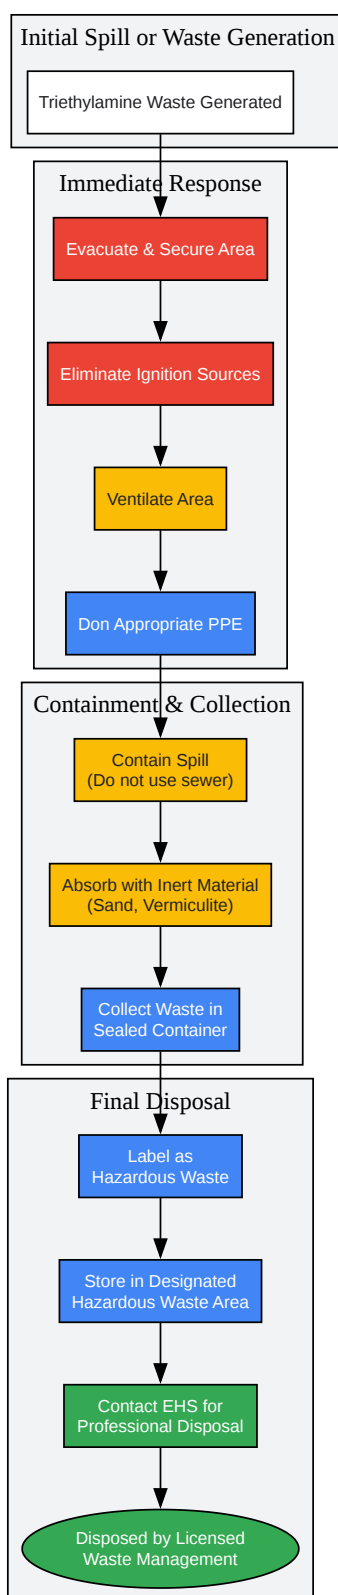 Initial Spill or Waste Generation
Triethylamine Waste Generated
Immediate Response
Evacuate & Secure Area
Eliminate Ignition Sources
Ventilate Area
Don Appropriate PPE
Containment & Collection
Contain Spill
(Do not use sewer)
Absorb with Inert Material
(Sand, Vermiculite)
Collect Waste in
Sealed Container
Final Disposal
Label as
Hazardous Waste
Store in Designated
Hazardous Waste Area
Contact EHS for
Professional Disposal
Disposed by Licensed
Waste Management